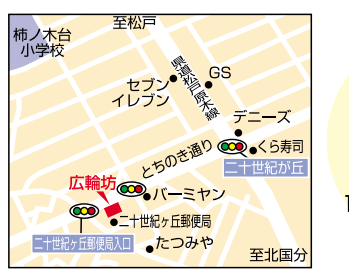 至松戸
柿ノ木台
小学校
県道松戸原木線
GS
セブン
イレブン
デニーズ
くら寿司
とちのき通り
二十世紀が丘
広輪坊
バーミヤン
二十世紀ヶ丘郵便局
二十世紀ヶ丘郵便局入口
たつみや
至北国分